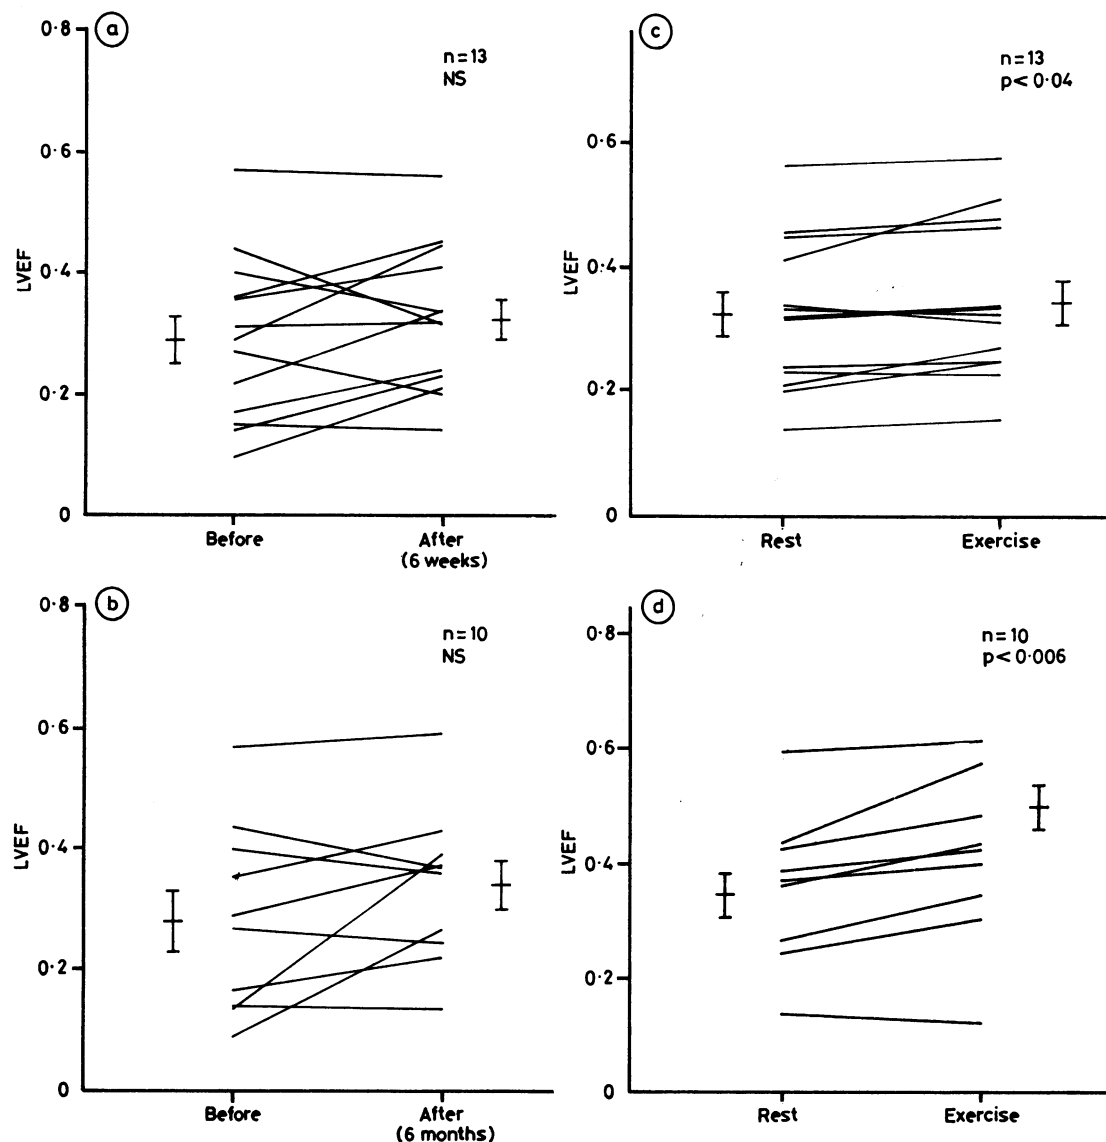 a
n=13
NS
0·8
0·6
0·4
0·2
0
LVEF
Before
After
(6 weeks)
c
n=13
p< 0·04
0·6
0·4
0·2
0
LVEF
Rest
Exercise
b
n=10
NS
0·8
0·6
0·4
0·2
0
LVEF
Before
After
(6 months)
d
n=10
p< 0·006
0·8
0·6
0·4
0·2
0
LVEF
Rest
Exercise